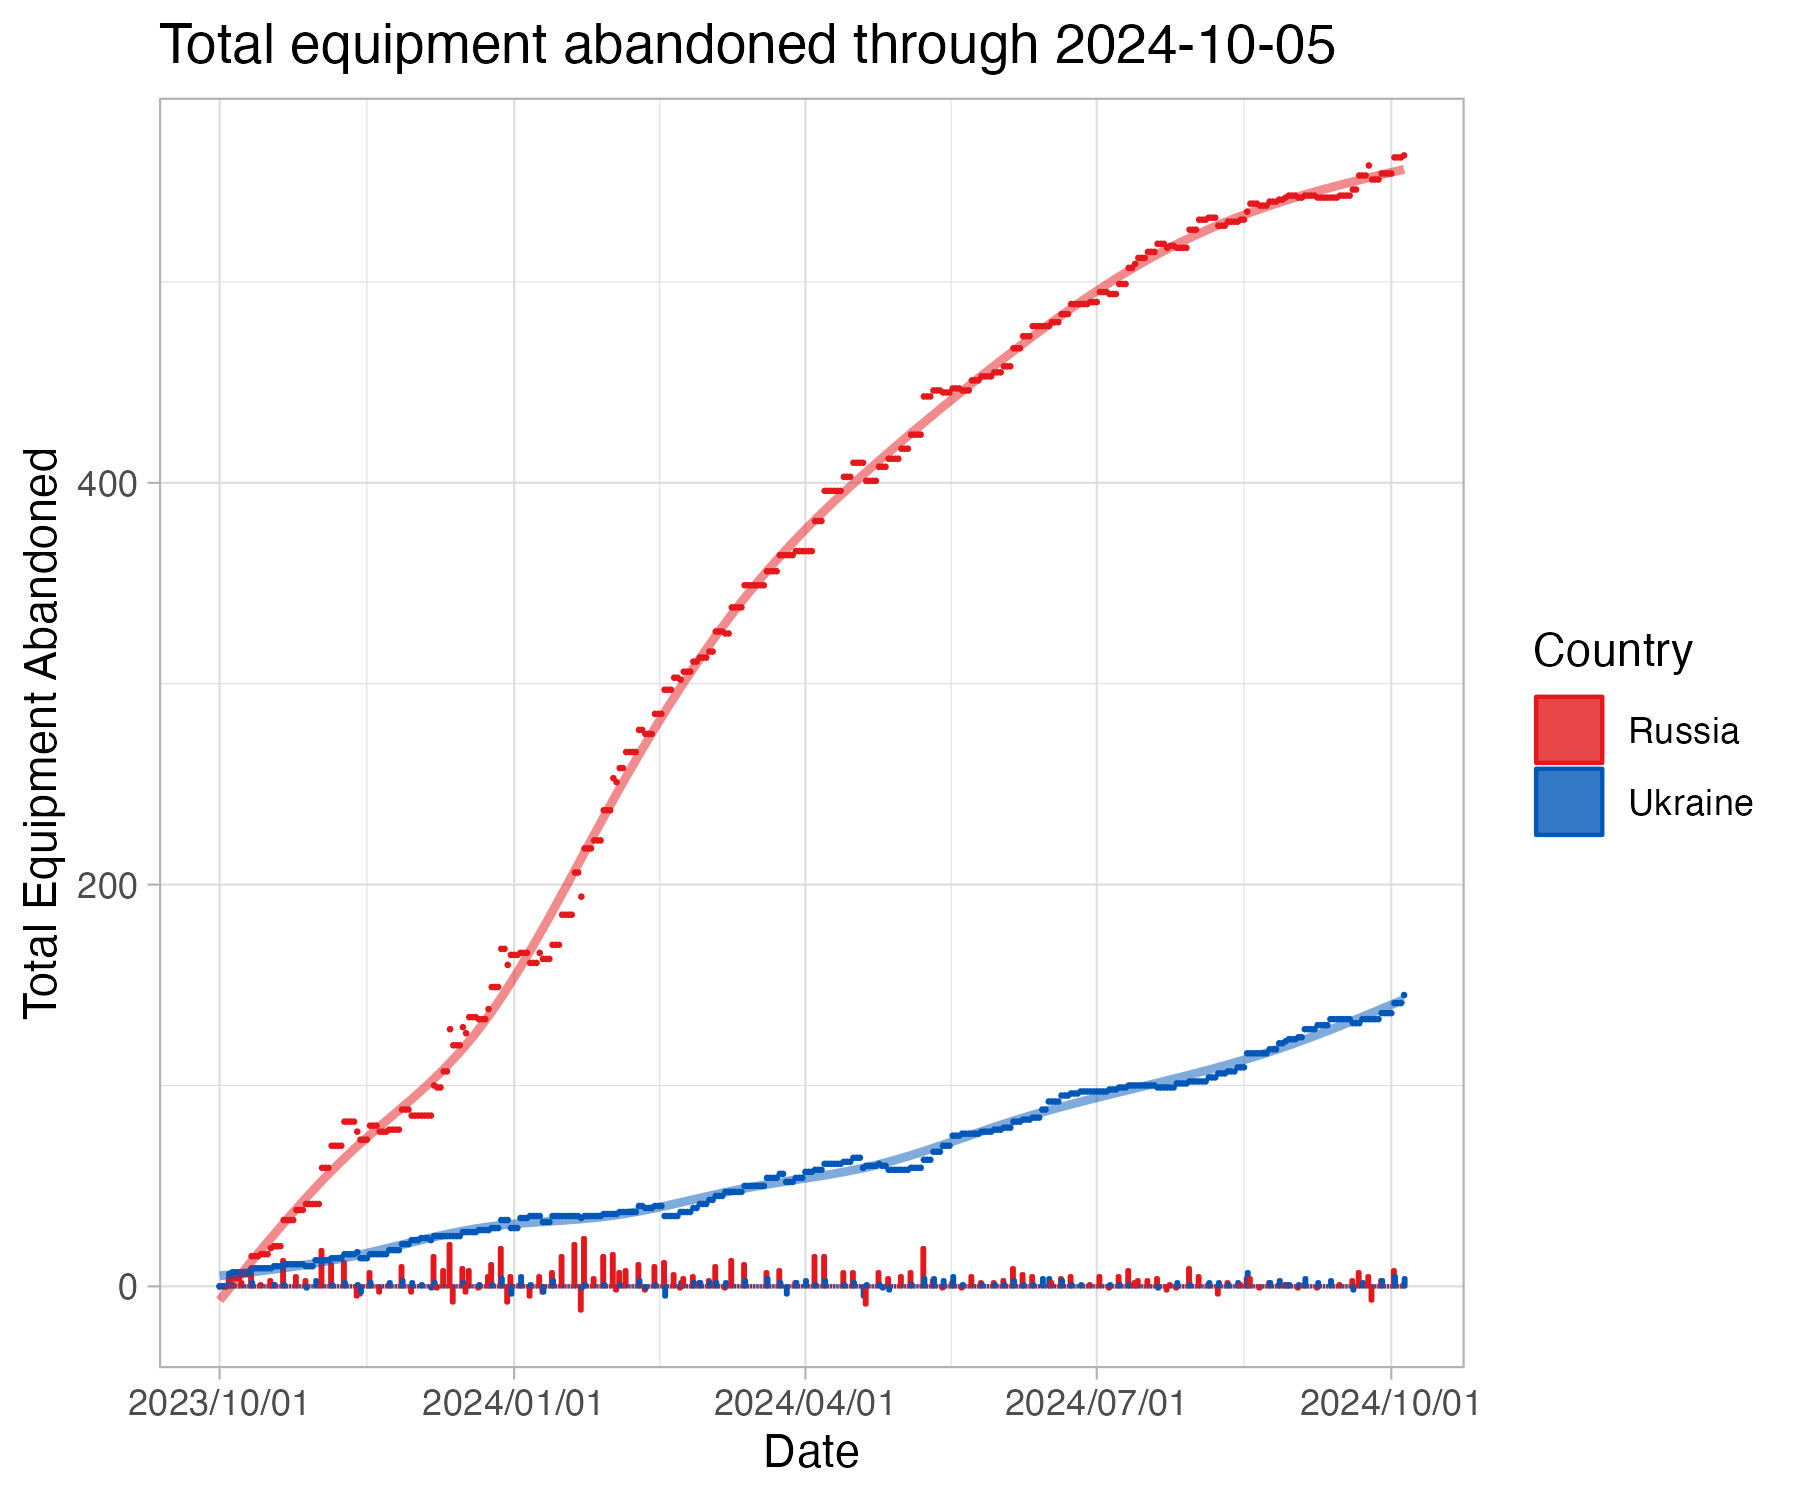 Total equipment abandoned through 2024-10-05
Total Equipment Abandoned
400
200
0
2023/10/01
2024/01/01
2024/04/01
2024/07/01
2024/10/01
Date
Country
Russia
Ukraine